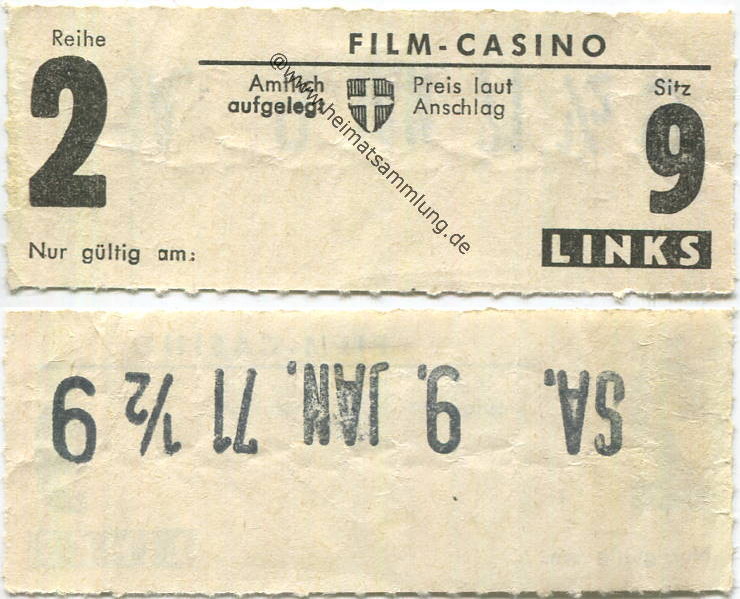 Reihe
2
FILM-CASINO
Amtlich
aufgelegt
Preis laut
Anschlag
Sitz
9
LINKS
Nur gültig am:
@www.heimatsammlung.de
SA. 9. JAN. 71 ½ 9